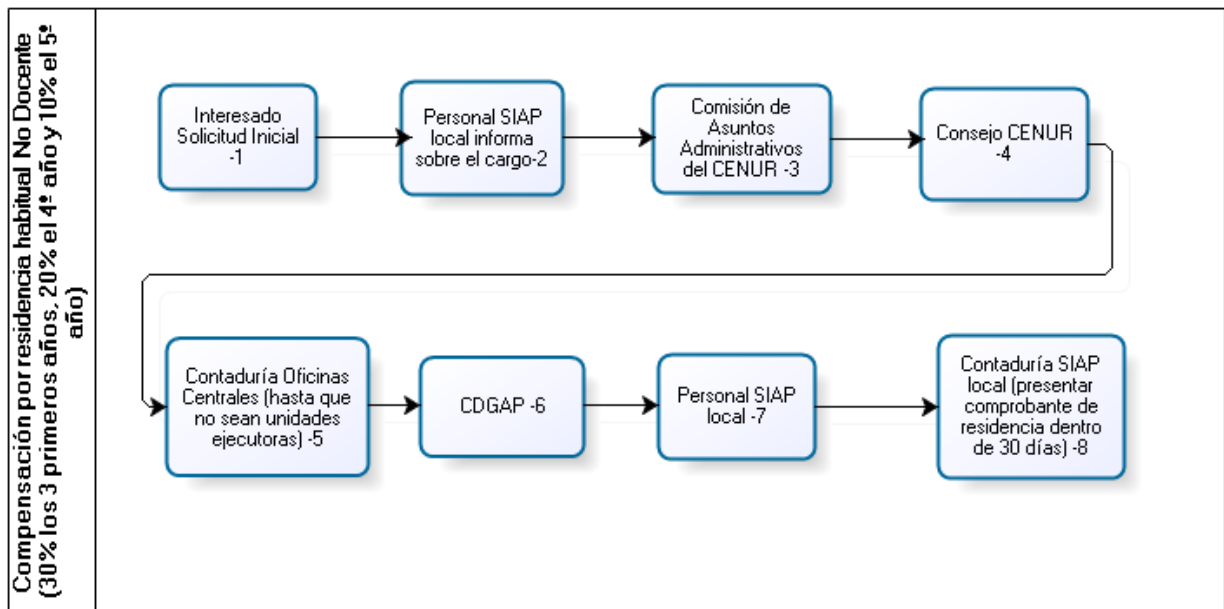 Compensación por residencia habitual No Docente
(30% los 3 primeros años, 20% el 4º año y 10% el 5º
año)
Interesado
Solicitud Inicial
-1
Personal SIAP
local informa
sobre el cargo-2
Comisión de
Asuntos
Administrativos
del CENUR -3
Consejo CENUR
-4
Contaduría Oficinas
Centrales (hasta que
no sean unidades
ejecutoras) -5
CDGAP -6
Personal SIAP
local -7
Contaduría SIAP
local (presentar
comprobante de
residencia dentro
de 30 días) -8